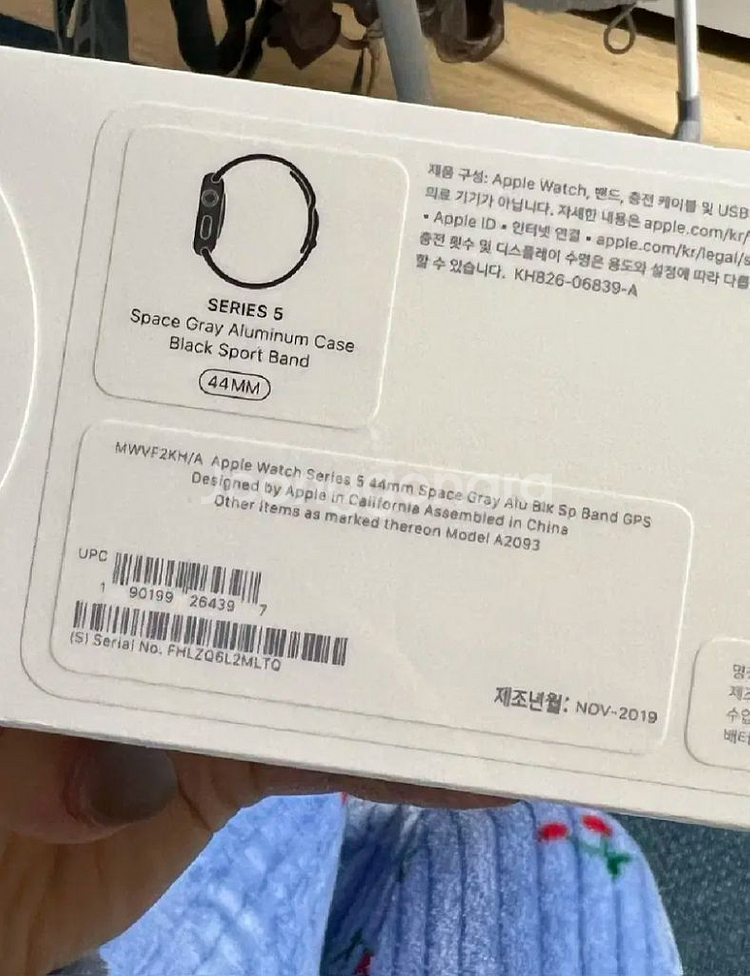 SERIES 5
Space Gray Aluminum Case
Black Sport Band
44MM
제품 구성: Apple Watch, 밴드, 충전 케이블 및 USB
의료 기기가 아닙니다. 자세한 내용은 apple.com/kr/
• Apple ID • 인터넷 연결 • apple.com/kr/legal/s
충전 횟수 및 디스플레이 수명은 용도와 설정에 따라 다를
할 수 있습니다. KH826-06839-A
MWVF2KH/A Apple Watch Series 5 44mm Space Gray Alu Blk Sp Band GPS
Designed by Apple in California Assembled in China
Other items as marked thereon Model A2093
UPC
1 90199 26439 7
(S) Serial No. FHLZQ6L2MLTQ
제조년월: NOV-2019
제조
수입
배터